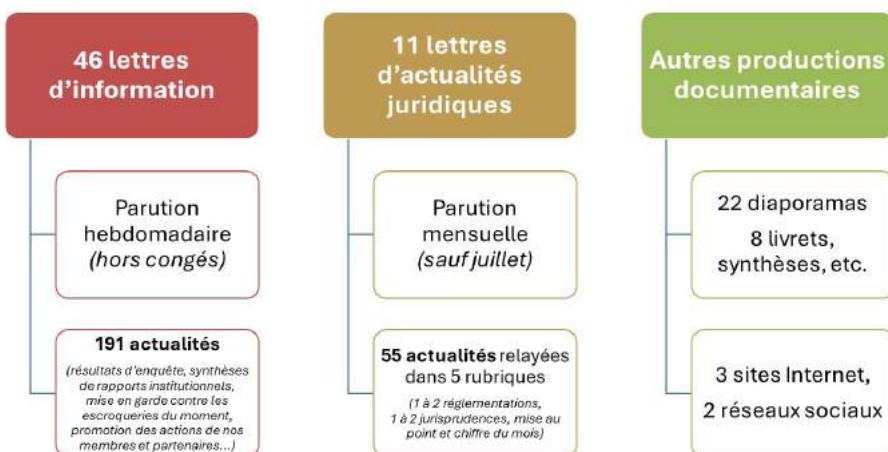 46 lettres
d’information
Parution
hebdomadaire
(hors congés)
191 actualités
(résultats d’enquête, synthèses
de rapports institutionnels,
mise en garde contre les
escroqueries du moment,
promotion des actions de nos
membres et partenaires...)
11 lettres
d’actualités
juridiques
Parution
mensuelle
(sauf juillet)
55 actualités relayées
dans 5 rubriques
(1 à 2 réglementations,
1 à 2 jurisprudences, mise au
point et chiffre du mois)
Autres productions
documentaires
22 diaporamas
8 livrets,
synthèses, etc.
3 sites Internet,
2 réseaux sociaux